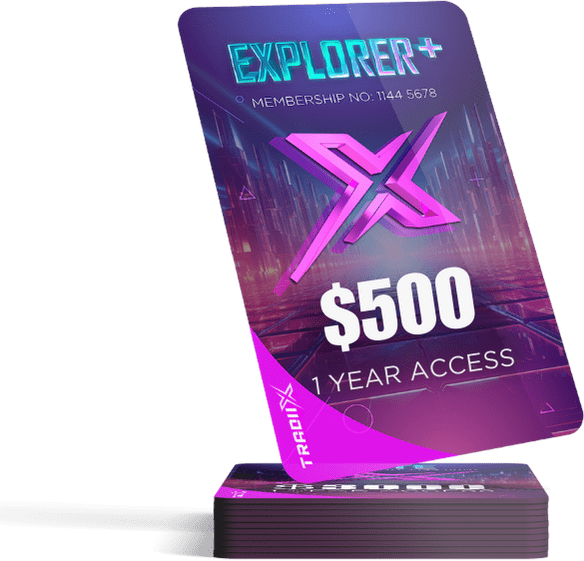 EXPLORER+
MEMBERSHIP NO: 1144 5678
$500
1 YEAR ACCESS
TRADIIX